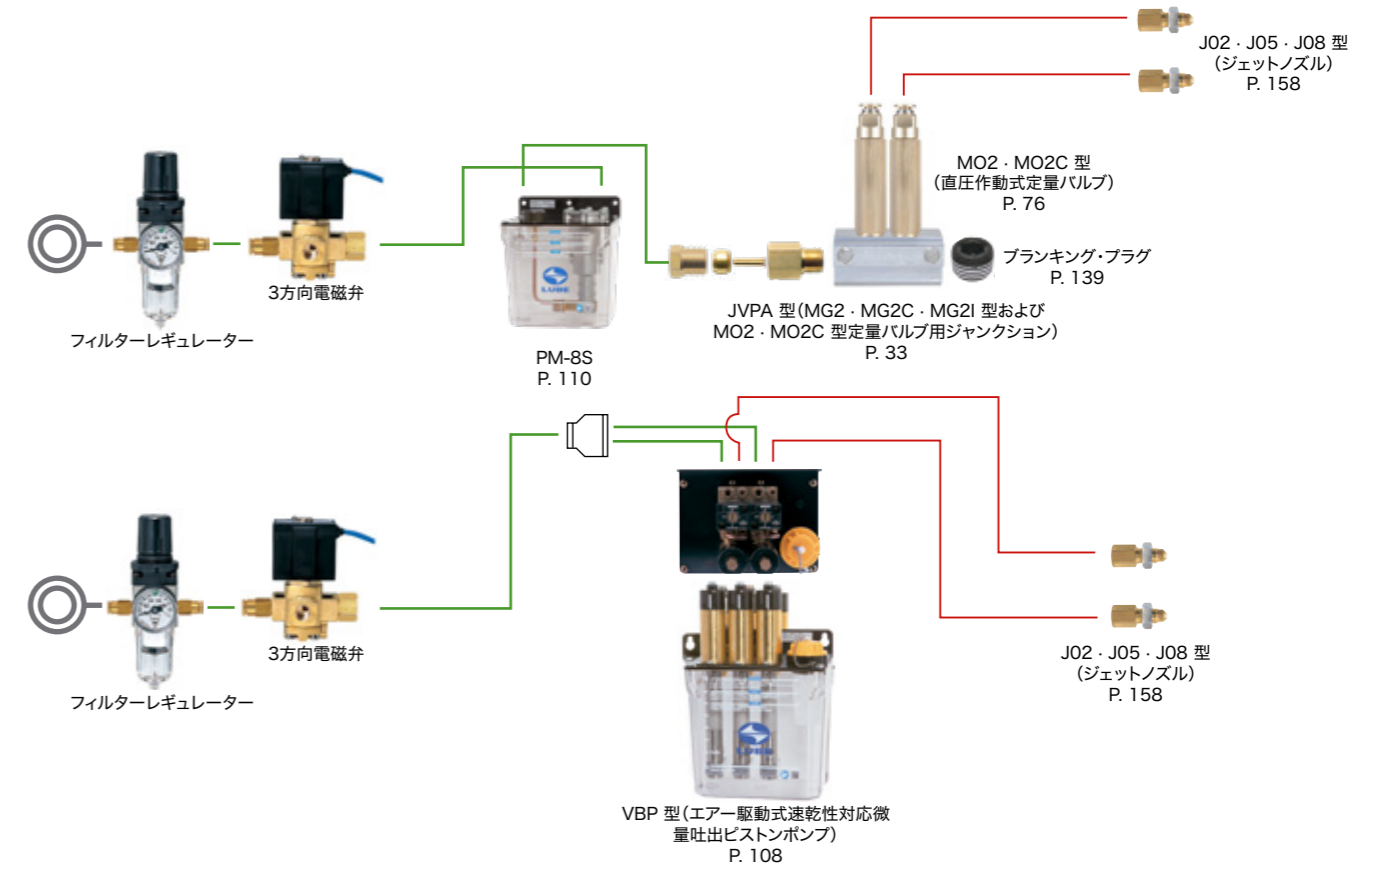 J02 · J05 · J08 型
（ジェットノズル）
P. 158
MO2 · MO2C 型
（直圧作動式定量バルブ）
P. 76
ブランキング・プラグ
P. 139
3方向電磁弁
フィルターレギュレーター
LUBE
PM-8S
P. 110
JVPA 型（MG2 · MG2C · MG2I 型および
MO2 · MO2C 型定量バルブ用ジャンクション）
P. 33
3方向電磁弁
フィルターレギュレーター
J02 · J05 · J08 型
（ジェットノズル）
P. 158
LUBE
VBP 型（エアー駆動式速乾性対応微
量吐出ピストンポンプ）
P. 108